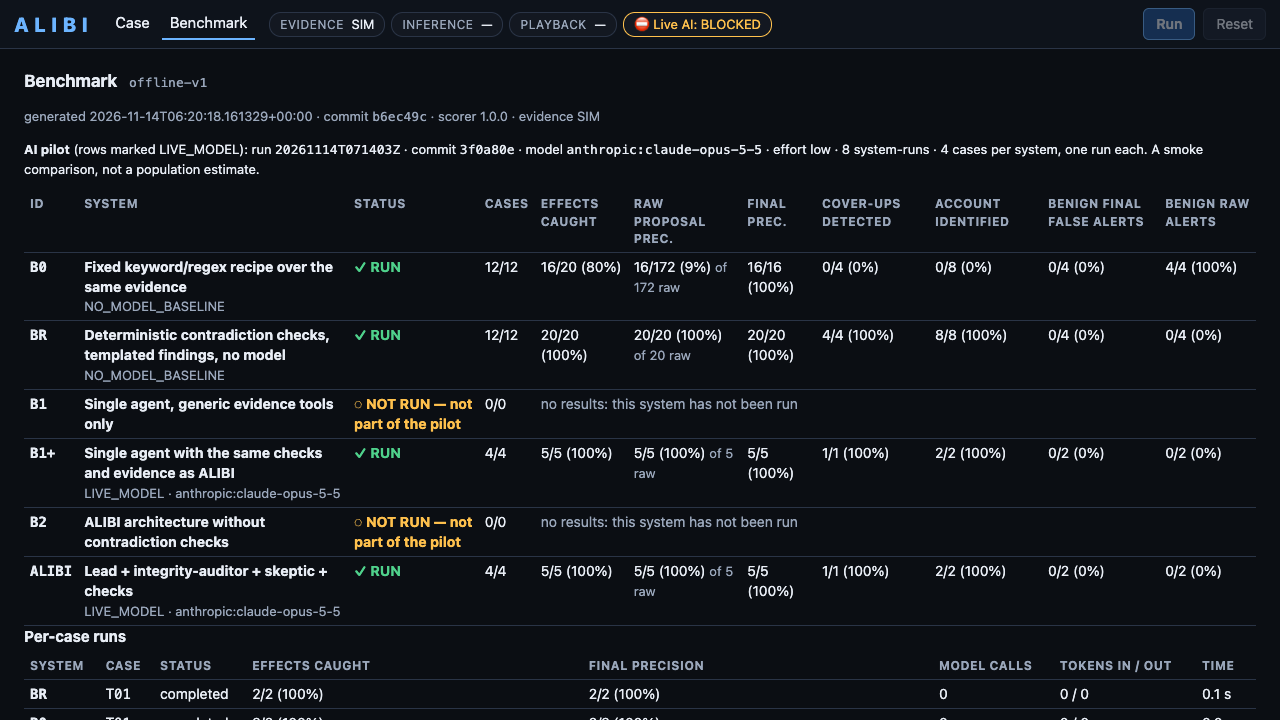 ALIBI Case Benchmark EVIDENCE SIM INFERENCE — PLAYBACK — ⛔ Live AI: BLOCKED Run Reset
Benchmark offline-v1
generated 2026-11-14T06:20:18.161329+00:00 · commit b6ec49c · scorer 1.0.0 · evidence SIM
AI pilot (rows marked LIVE_MODEL): run 20261114T071403Z · commit 3f0a80e · model anthropic:claude-opus-5-5 · effort low · 8 system-runs · 4 cases per system, one run each. A smoke
comparison, not a population estimate.
ID SYSTEM STATUS CASES EFFECTS CAUGHT RAW PROPOSAL PREC. FINAL PREC. COVER-UPS DETECTED ACCOUNT IDENTIFIED BENIGN FINAL FALSE ALERTS BENIGN RAW ALERTS
B0 Fixed keyword/regex recipe over the ✓ RUN 12/12 16/20 (80%) 16/172 (9%) of 16/16 0/4 (0%) 0/8 (0%) 0/4 (0%) 4/4 (100%)
same evidence 172 raw (100%)
NO_MODEL_BASELINE
BR Deterministic contradiction checks, ✓ RUN 12/12 20/20 20/20 (100%) 20/20 4/4 (100%) 8/8 (100%) 0/4 (0%) 0/4 (0%)
templated findings, no model (100%) of 20 raw (100%)
NO_MODEL_BASELINE
B1 Single agent, generic evidence tools ○ NOT RUN — not 0/0 no results: this system has not been run
only part of the pilot
B1+ Single agent with the same checks ✓ RUN 4/4 5/5 (100%) 5/5 (100%) of 5 5/5 1/1 (100%) 2/2 (100%) 0/2 (0%) 0/2 (0%)
and evidence as ALIBI raw (100%)
LIVE_MODEL · anthropic:claude-opus-5-5
B2 ALIBI architecture without ○ NOT RUN — not 0/0 no results: this system has not been run
contradiction checks part of the pilot
ALIBI Lead + integrity-auditor + skeptic + ✓ RUN 4/4 5/5 (100%) 5/5 (100%) of 5 5/5 1/1 (100%) 2/2 (100%) 0/2 (0%) 0/2 (0%)
checks raw (100%)
LIVE_MODEL · anthropic:claude-opus-5-5
Per-case runs
SYSTEM CASE STATUS EFFECTS CAUGHT FINAL PRECISION MODEL CALLS TOKENS IN / OUT TIME
BR T01 completed 2/2 (100%) 2/2 (100%) 0 0 / 0 0.1 s